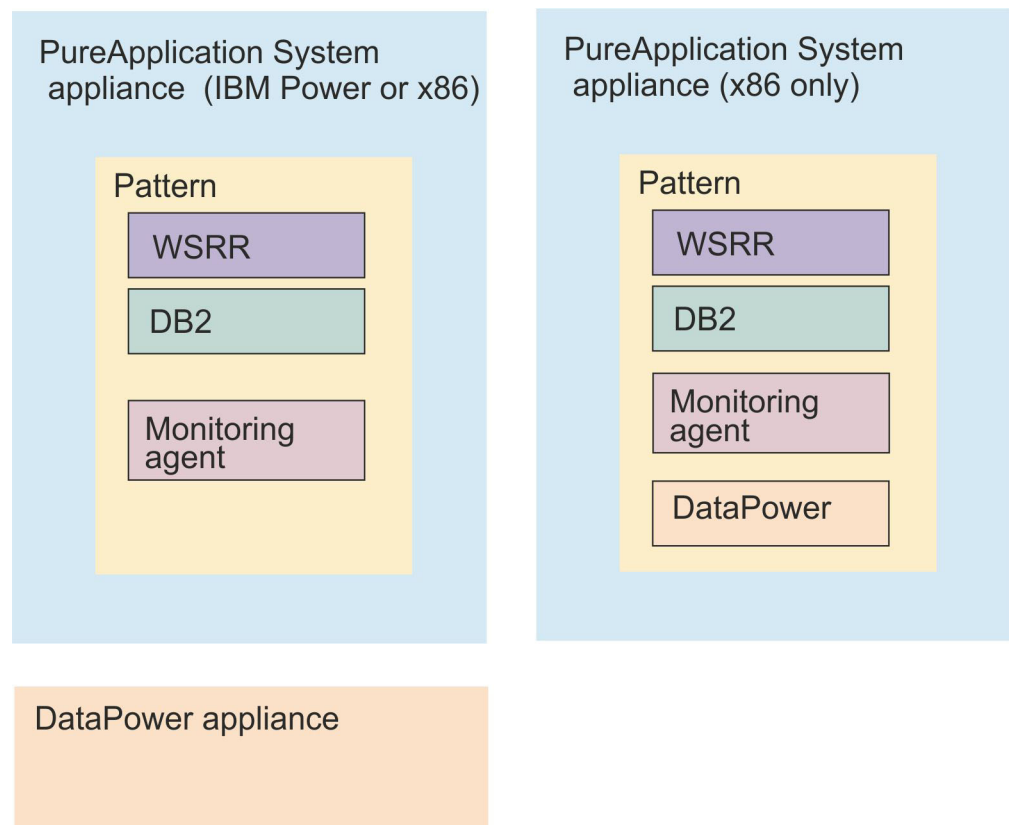 PureApplication System
appliance (IBM Power or x86)
Pattern
WSRR
DB2
Monitoring
agent
DataPower appliance
PureApplication System
appliance (x86 only)
Pattern
WSRR
DB2
Monitoring
agent
DataPower